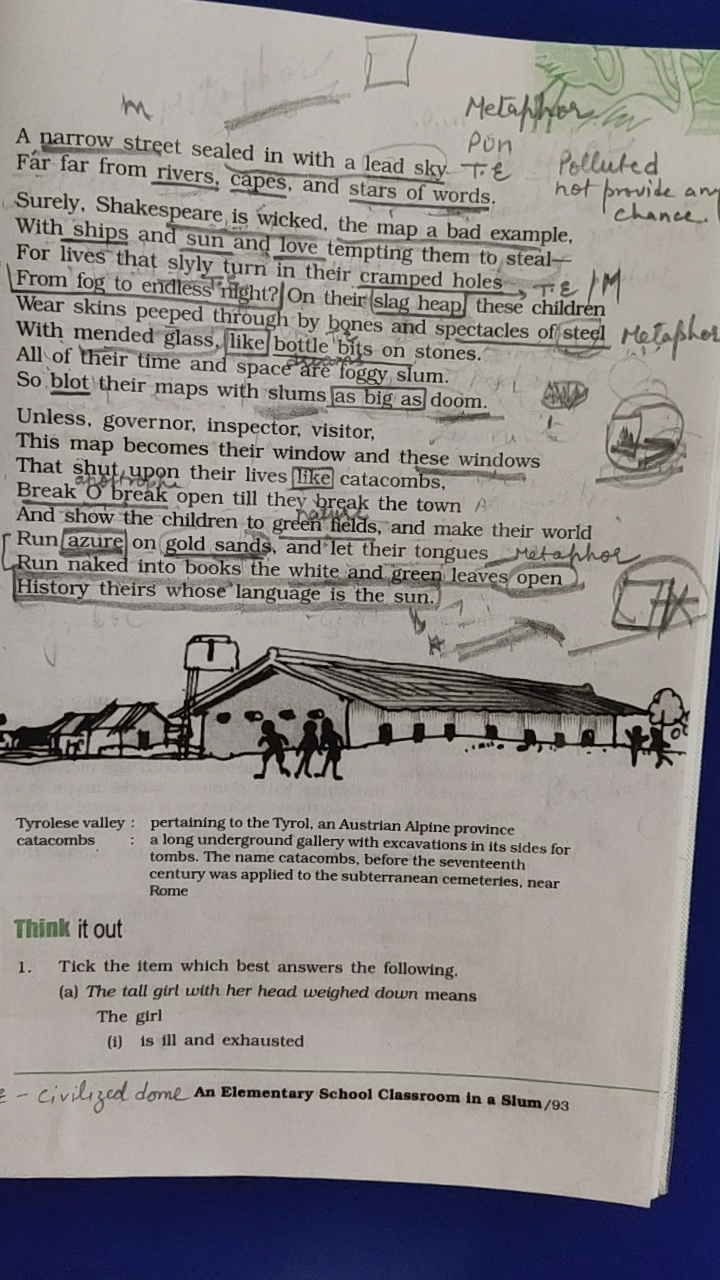 m
Metaphor
A narrow street sealed in with a lead sky
Pun
T.E
Far far from rivers, capes, and stars of words.
Polluted
not provide any
chance.
Surely, Shakespeare is wicked, the map a bad example,
With ships and sun and love tempting them to steal—
For lives that slyly turn in their cramped holes
T.E / M
From fog to endless night? On their slag heap, these children
Wear skins peeped through by bones and spectacles of steel
Metaphor
With mended glass, like bottle bits on stones.
All of their time and space are foggy slum.
So blot their maps with slums as big as doom.
Unless, governor, inspector, visitor,
This map becomes their window and these windows
That shut upon their lives like catacombs,
apostrophe
Break O break open till they break the town
nature
And show the children to green fields, and make their world
Run azure on gold sands, and let their tongues
Metaphor
Run naked into books the white and green leaves open
History theirs whose language is the sun.
Tyrolese valley : pertaining to the Tyrol, an Austrian Alpine province
catacombs : a long underground gallery with excavations in its sides for
tombs. The name catacombs, before the seventeenth
century was applied to the subterranean cemeteries, near
Rome
Think it out
1. Tick the item which best answers the following.
(a) The tall girl with her head weighed down means
The girl
(i) is ill and exhausted
- civilized dome
An Elementary School Classroom in a Slum/93